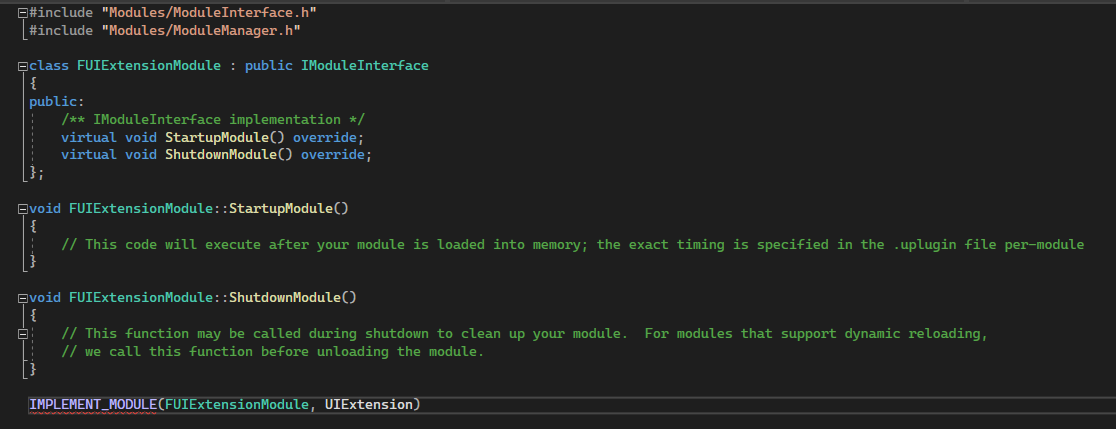 #include "Modules/ModuleInterface.h"
#include "Modules/ModuleManager.h"
class FUIExtensionModule : public IModuleInterface
{
public:
/** IModuleInterface implementation */
virtual void StartupModule() override;
virtual void ShutdownModule() override;
};
void FUIExtensionModule::StartupModule()
{
// This code will execute after your module is loaded into memory; the exact timing is specified in the .uplugin file per-module
}
void FUIExtensionModule::ShutdownModule()
{
// This function may be called during shutdown to clean up your module.  For modules that support dynamic reloading,
// we call this function before unloading the module.
}
IMPLEMENT_MODULE(FUIExtensionModule, UIExtension)